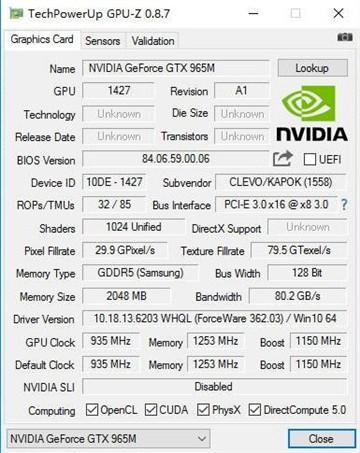 TechPowerUp GPU-Z 0.8.7
Graphics Card Sensors Validation
Name NVIDIA GeForce GTX 965M Lookup
GPU 1427 Revision A1
Technology Unknown Die Size Unknown
Release Date Unknown Transistors Unknown
NVIDIA
BIOS Version 84.06.59.00.06 UEFI
Device ID 10DE - 1427 Subvendor CLEVO/KAPOK (1558)
ROPs/TMUs 32 / 85 Bus Interface PCI-E 3.0 x16 @ x8 3.0 ?
Shaders 1024 Unified DirectX Support Unknown
Pixel Fillrate 29.9 GPixel/s Texture Fillrate 79.5 GTexel/s
Memory Type GDDR5 (Samsung) Bus Width 128 Bit
Memory Size 2048 MB Bandwidth 80.2 GB/s
Driver Version 10.18.13.6203 WHQL (ForceWare 362.03) / Win10 64
GPU Clock 935 MHz Memory 1253 MHz Boost 1150 MHz
Default Clock 935 MHz Memory 1253 MHz Boost 1150 MHz
NVIDIA SLI Disabled
Computing OpenCL CUDA PhysX DirectCompute 5.0
NVIDIA GeForce GTX 965M Close